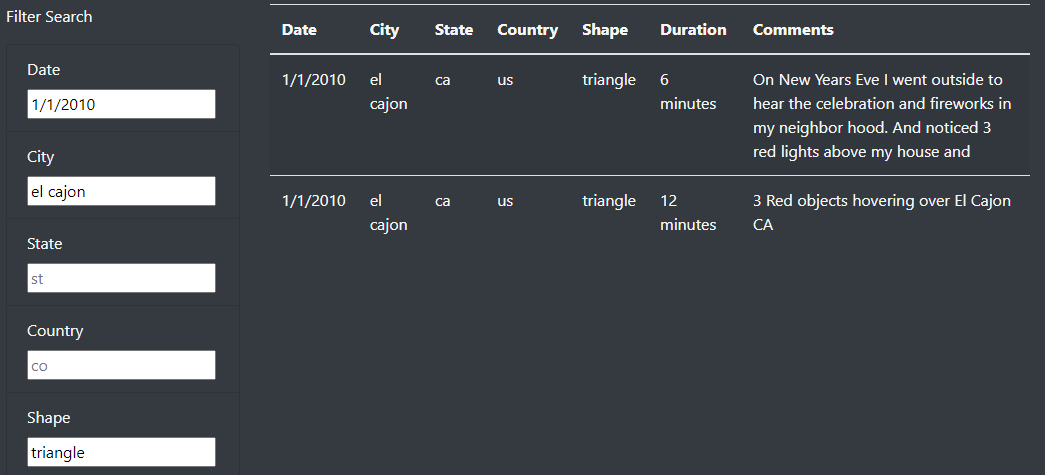 Filter Search
Date
1/1/2010
City
el cajon
State
st
Country
co
Shape
triangle
Date City State Country Shape Duration Comments
1/1/2010 el ca us triangle 6 On New Years Eve I went outside to
cajon minutes hear the celebration and fireworks in
my neighbor hood. And noticed 3
red lights above my house and
1/1/2010 el ca us triangle 12 3 Red objects hovering over El Cajon
cajon minutes CA